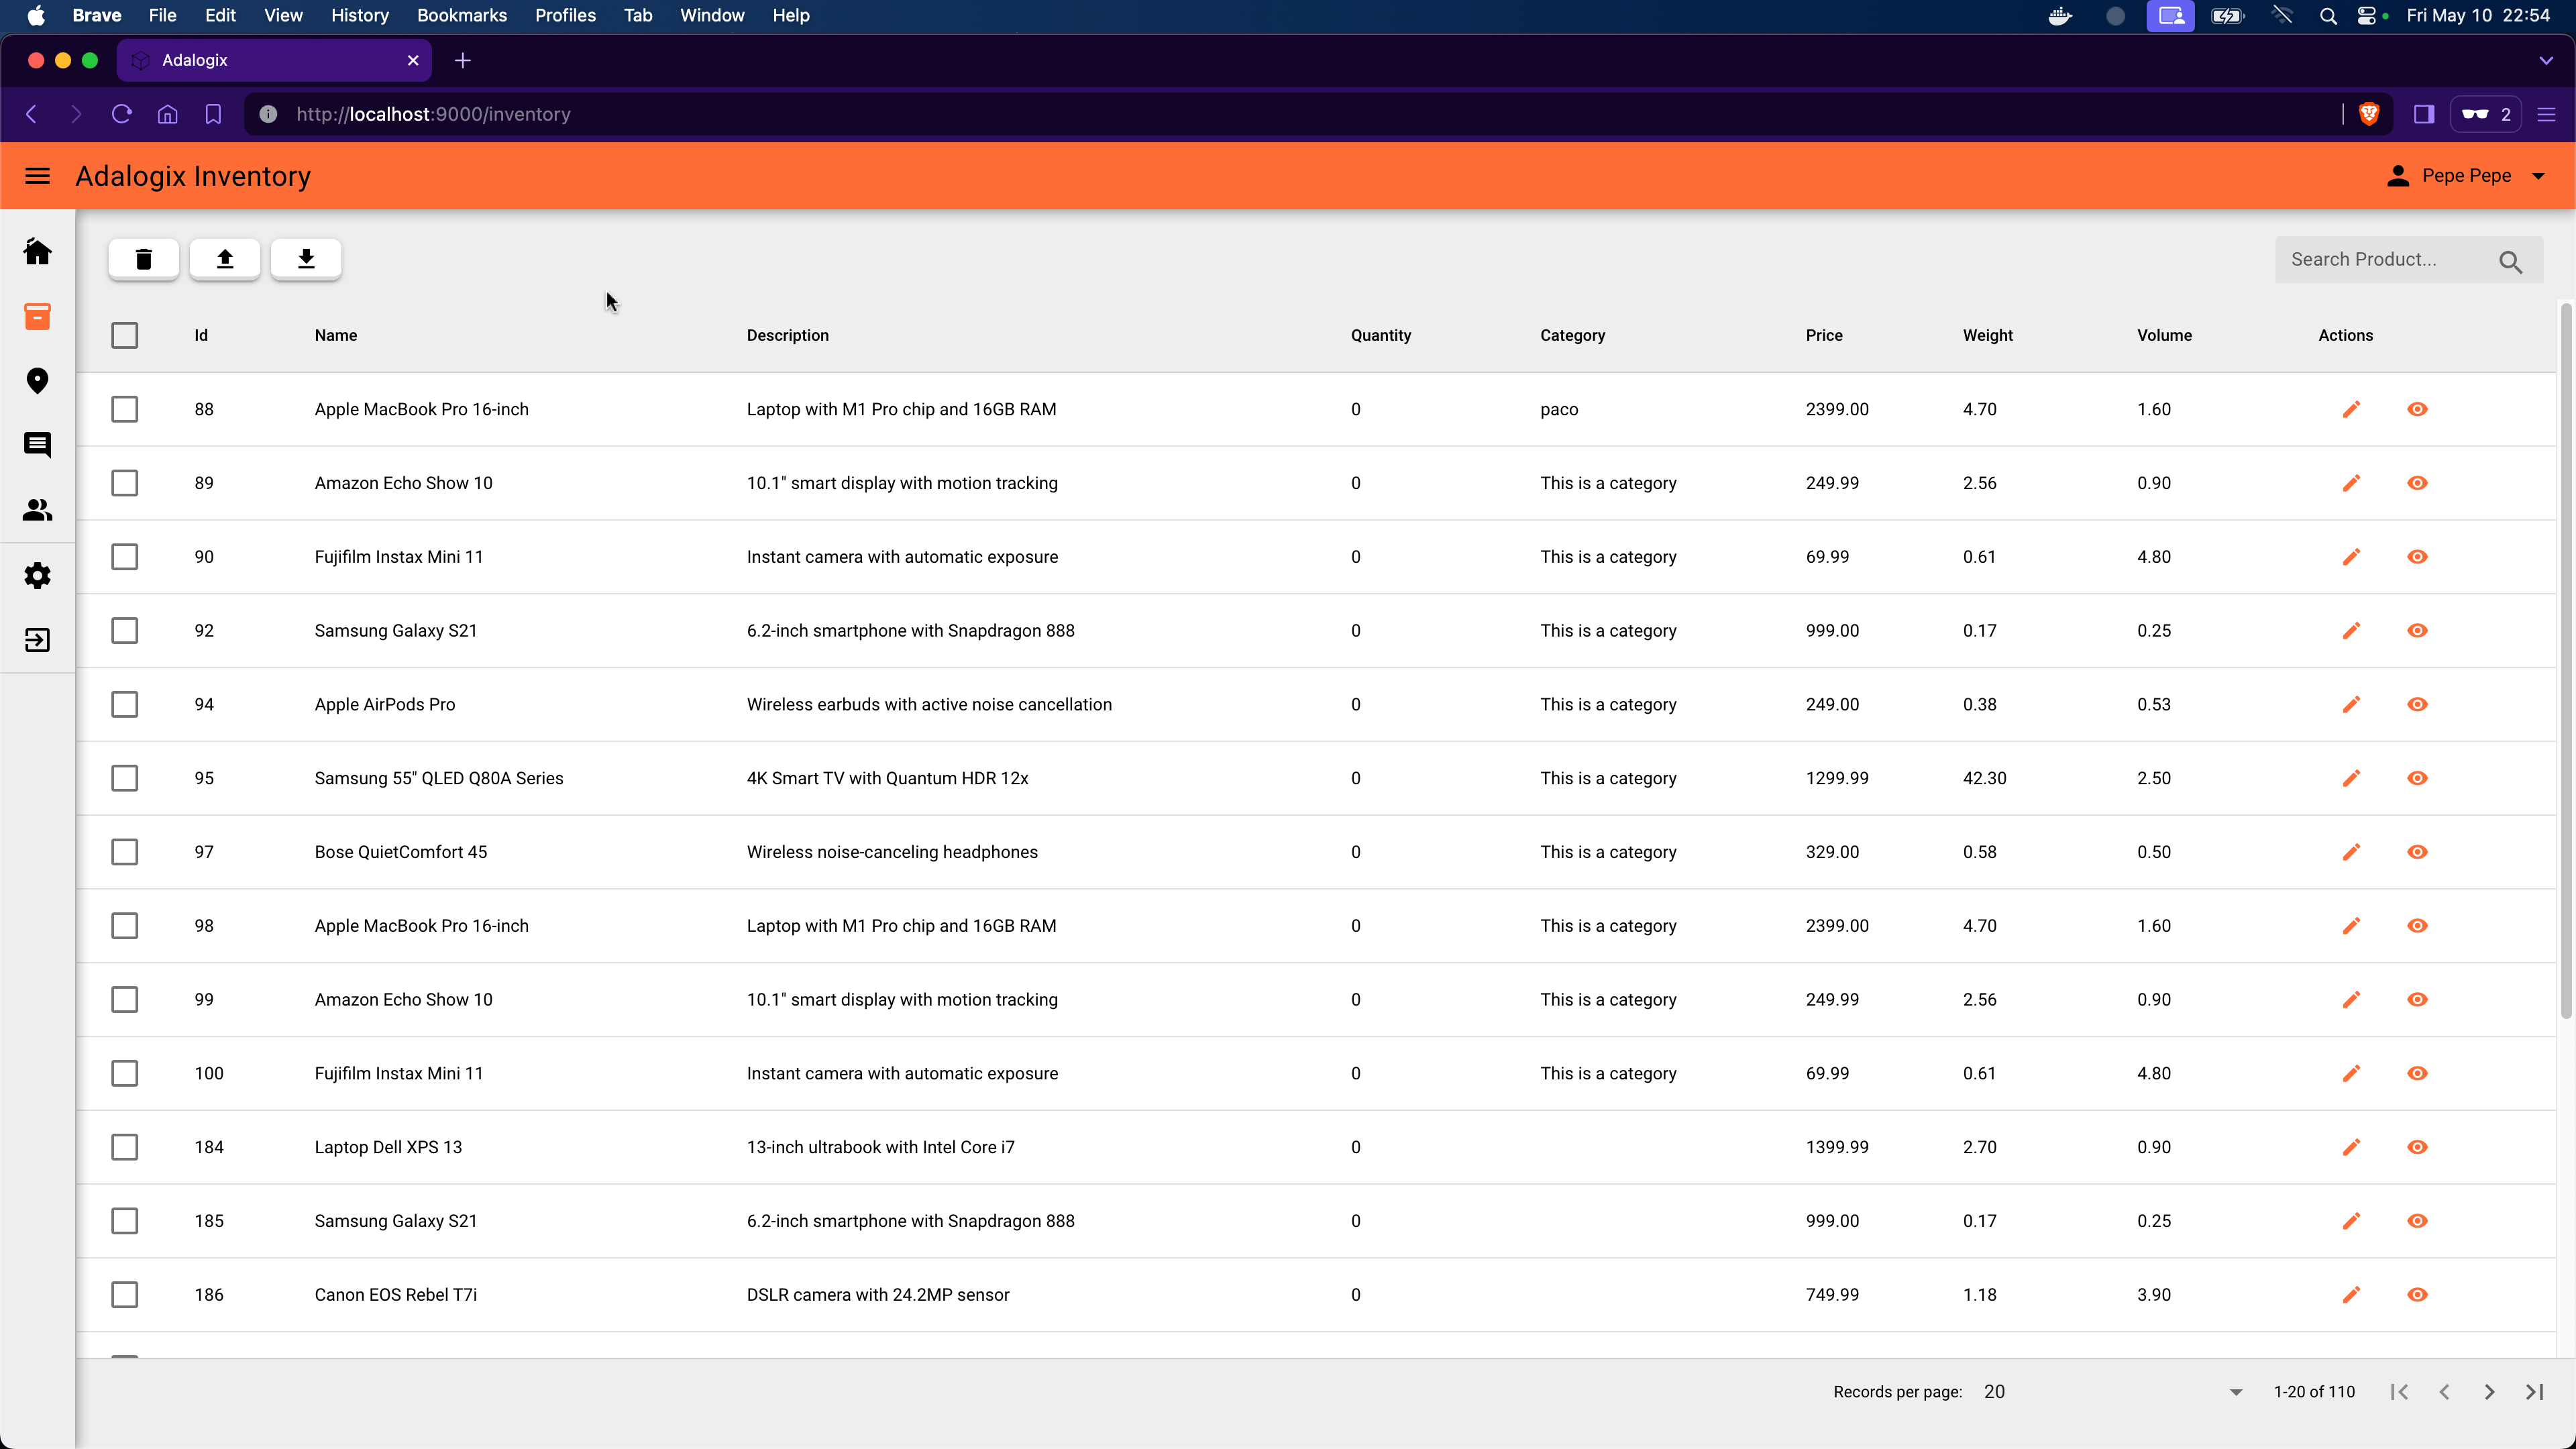 Brave File Edit View History Bookmarks Profiles Tab Window Help Fri May 10 22:54
Adalogix
http://localhost:9000/inventory 2
Adalogix Inventory Pepe Pepe
Search Product...
Id Name Description Quantity Category Price Weight Volume Actions
88 Apple MacBook Pro 16-inch Laptop with M1 Pro chip and 16GB RAM 0 paco 2399.00 4.70 1.60
89 Amazon Echo Show 10 10.1" smart display with motion tracking 0 This is a category 249.99 2.56 0.90
90 Fujifilm Instax Mini 11 Instant camera with automatic exposure 0 This is a category 69.99 0.61 4.80
92 Samsung Galaxy S21 6.2-inch smartphone with Snapdragon 888 0 This is a category 999.00 0.17 0.25
94 Apple AirPods Pro Wireless earbuds with active noise cancellation 0 This is a category 249.00 0.38 0.53
95 Samsung 55" QLED Q80A Series 4K Smart TV with Quantum HDR 12x 0 This is a category 1299.99 42.30 2.50
97 Bose QuietComfort 45 Wireless noise-canceling headphones 0 This is a category 329.00 0.58 0.50
98 Apple MacBook Pro 16-inch Laptop with M1 Pro chip and 16GB RAM 0 This is a category 2399.00 4.70 1.60
99 Amazon Echo Show 10 10.1" smart display with motion tracking 0 This is a category 249.99 2.56 0.90
100 Fujifilm Instax Mini 11 Instant camera with automatic exposure 0 This is a category 69.99 0.61 4.80
184 Laptop Dell XPS 13 13-inch ultrabook with Intel Core i7 0 1399.99 2.70 0.90
185 Samsung Galaxy S21 6.2-inch smartphone with Snapdragon 888 0 999.00 0.17 0.25
186 Canon EOS Rebel T7i DSLR camera with 24.2MP sensor 0 749.99 1.18 3.90
Records per page: 20 1-20 of 110